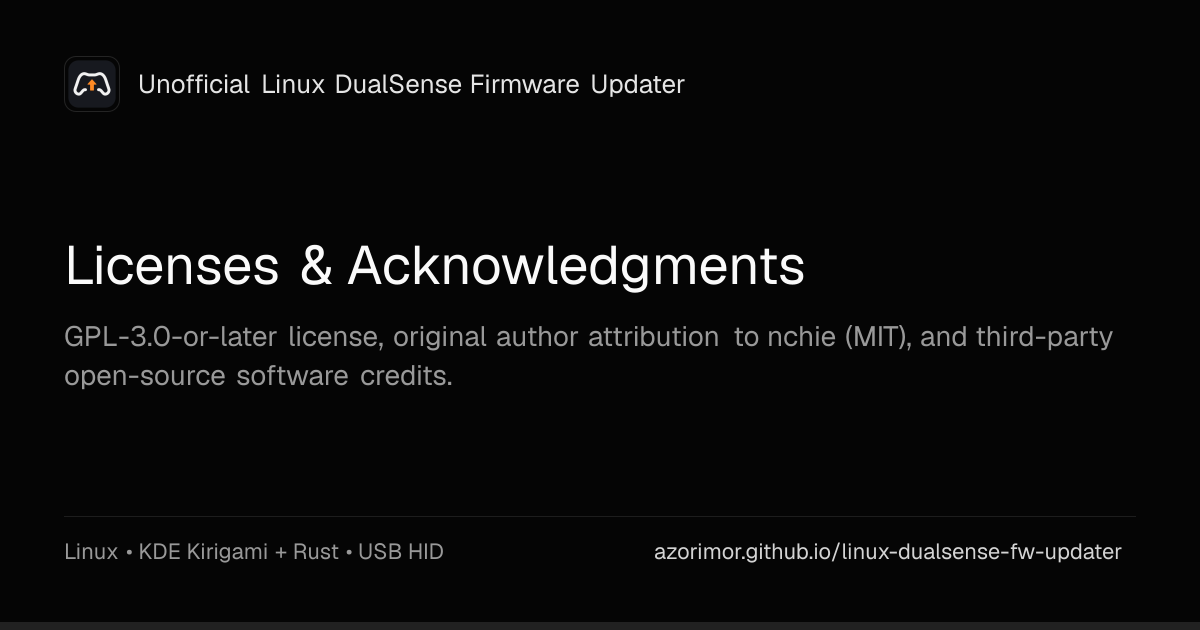 Unofficial Linux DualSense Firmware Updater
Licenses & Acknowledgments
GPL-3.0-or-later license, original author attribution to nchie (MIT), and third-party
open-source software credits.
Linux • KDE Kirigami + Rust • USB HID
azorimor.github.io/linux-dualsense-fw-updater